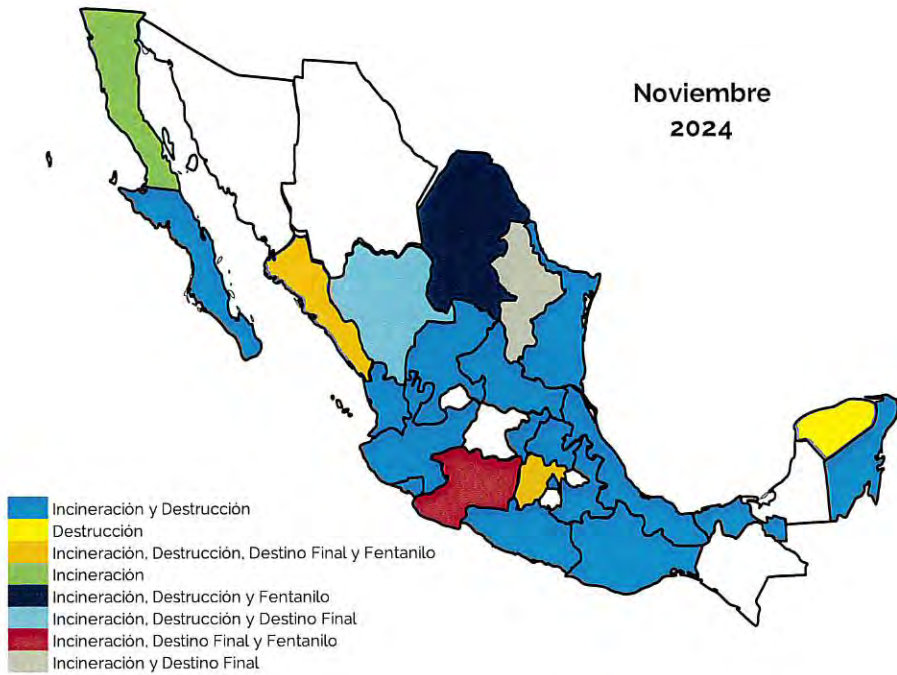 Noviembre
2024
Incineración y Destrucción
Destrucción
Incineración, Destrucción, Destino Final y Fentanilo
Incineración
Incineración, Destrucción y Fentanilo
Incineración, Destrucción y Destino Final
Incineración, Destino Final y Fentanilo
Incineración y Destino Final